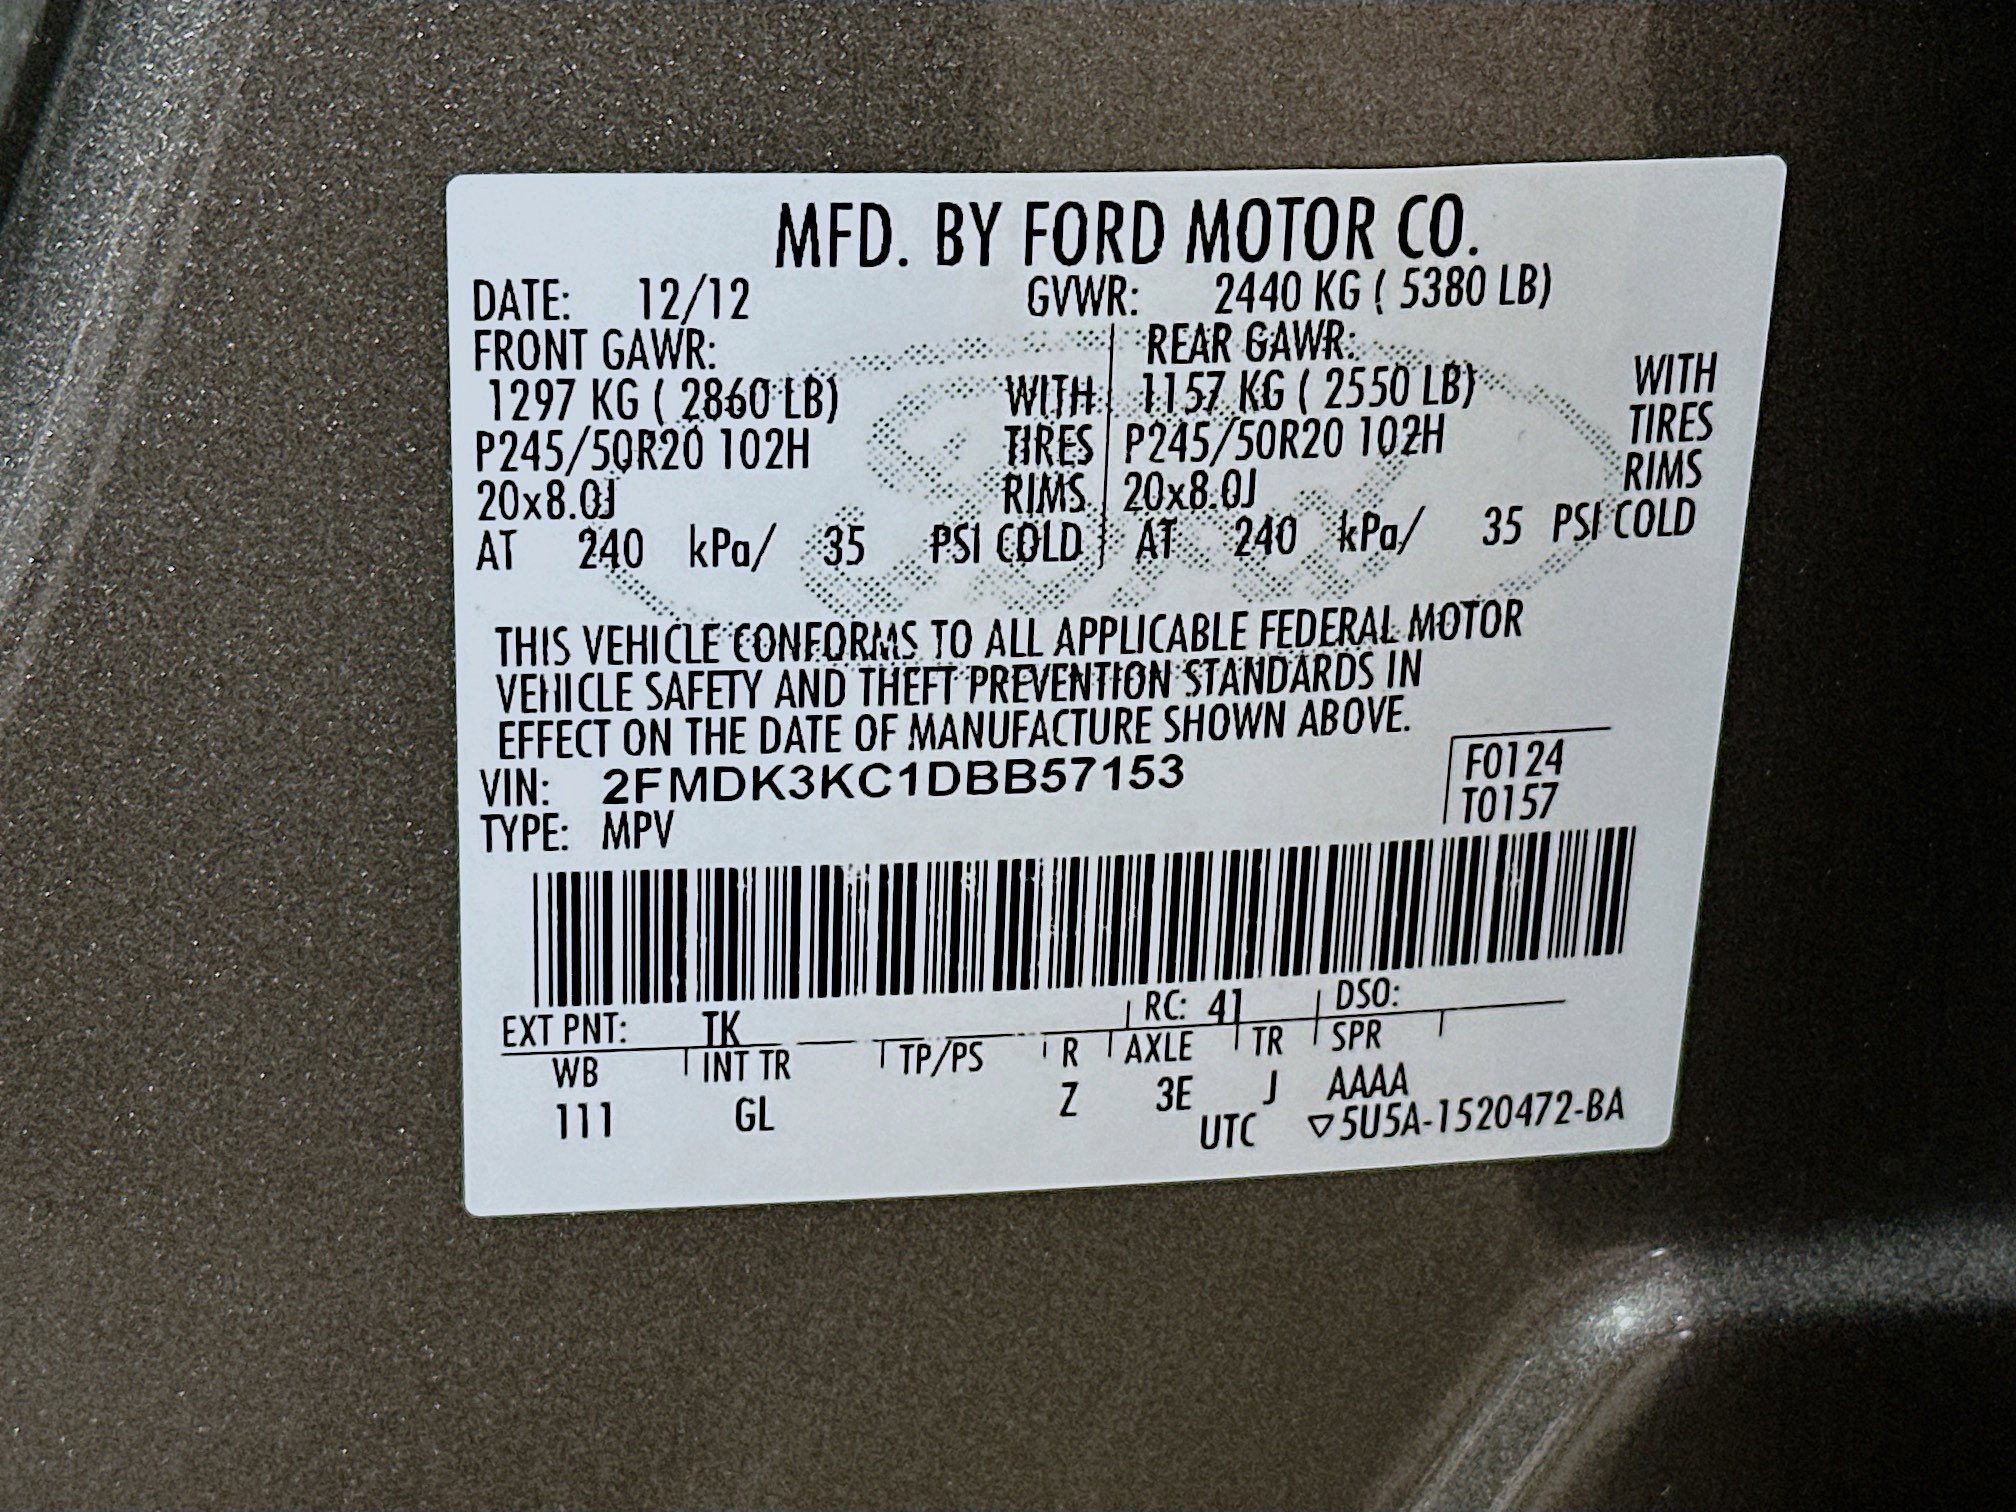 MFD. BY FORD MOTOR CO.
DATE: 12/12 GVWR: 2440 KG ( 5380 LB)
FRONT GAWR: REAR GAWR:
1297 KG ( 2860 LB) WITH 1157 KG ( 2550 LB) WITH
P245/50R20 102H TIRES P245/50R20 102H TIRES
20x8.0J RIMS 20x8.0J RIMS
AT 240 kPa/ 35 PSI COLD AT 240 kPa/ 35 PSI COLD
THIS VEHICLE CONFORMS TO ALL APPLICABLE FEDERAL MOTOR
VEHICLE SAFETY AND THEFT PREVENTION STANDARDS IN
EFFECT ON THE DATE OF MANUFACTURE SHOWN ABOVE.
VIN: 2FMDK3KC1DBB57153 F0124
TYPE: MPV T0157
EXT PNT: TK RC: 41 DSO:
WB INT TR TP/PS R AXLE TR SPR
111 GL Z 3E J AAAA
UTC ▽5U5A-1520472-BA